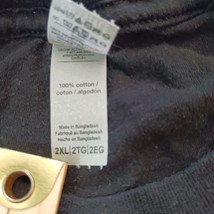 100% cotton /
coton / algodón
Made in Bangladesh
Fabriqué au Bangladesh
Hecho en Bangladesh
2XL|2TG|2EG